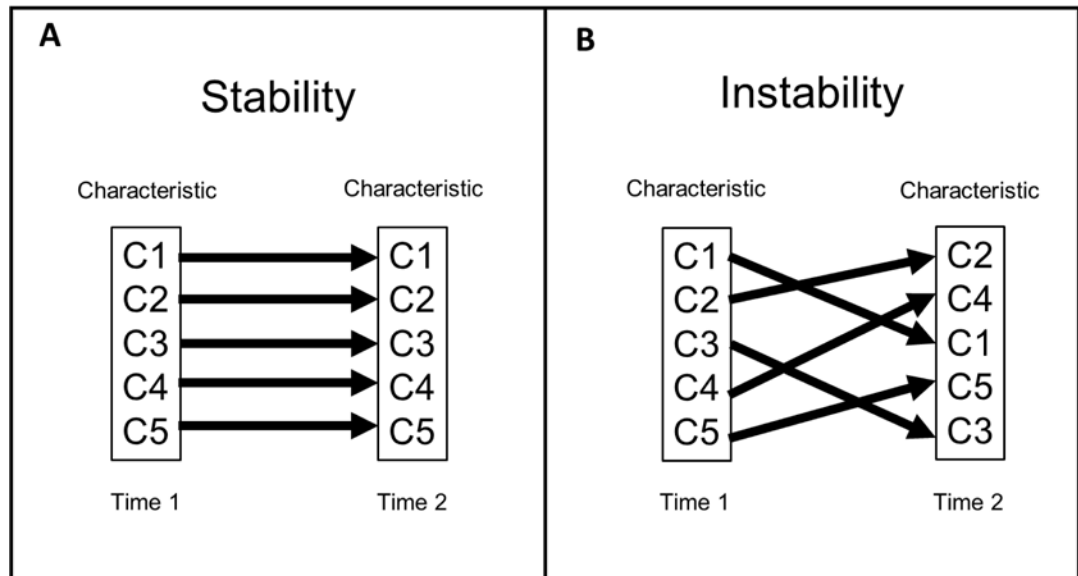 A
Stability
Characteristic
Characteristic
C1
C2
C3
C4
C5
C1
C2
C3
C4
C5
Time 1
Time 2
B
Instability
Characteristic
Characteristic
C1
C2
C3
C4
C5
C2
C4
C1
C5
C3
Time 1
Time 2